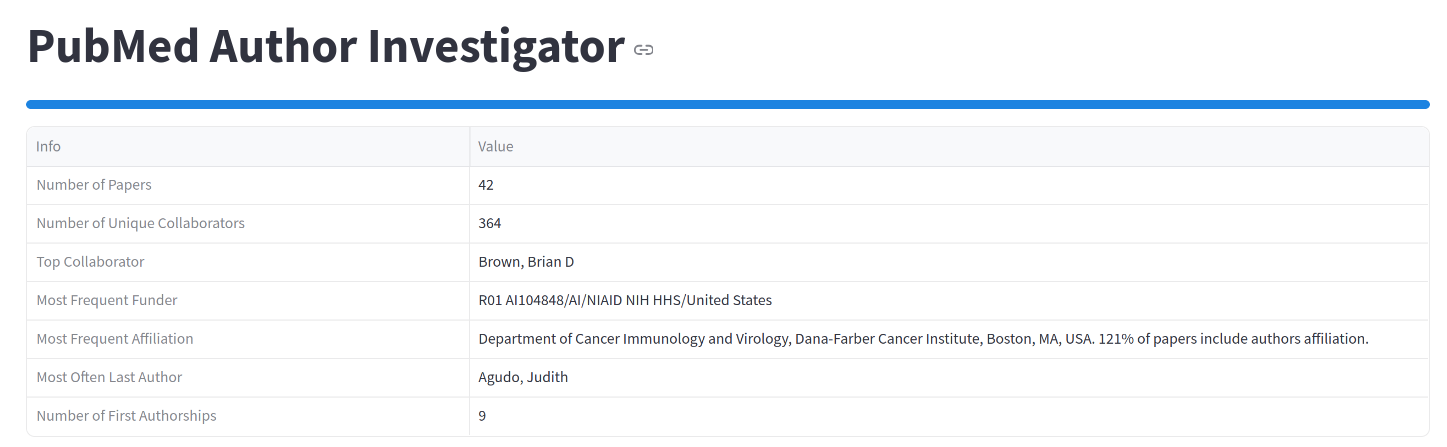 PubMed Author Investigator
Info Value
Number of Papers 42
Number of Unique Collaborators 364
Top Collaborator Brown, Brian D
Most Frequent Funder R01 AI104848/AI/NIAID NIH HHS/United States
Most Frequent Affiliation Department of Cancer Immunology and Virology, Dana-Farber Cancer Institute, Boston, MA, USA. 121% of papers include authors affiliation.
Most Often Last Author Agudo, Judith
Number of First Authorships 9